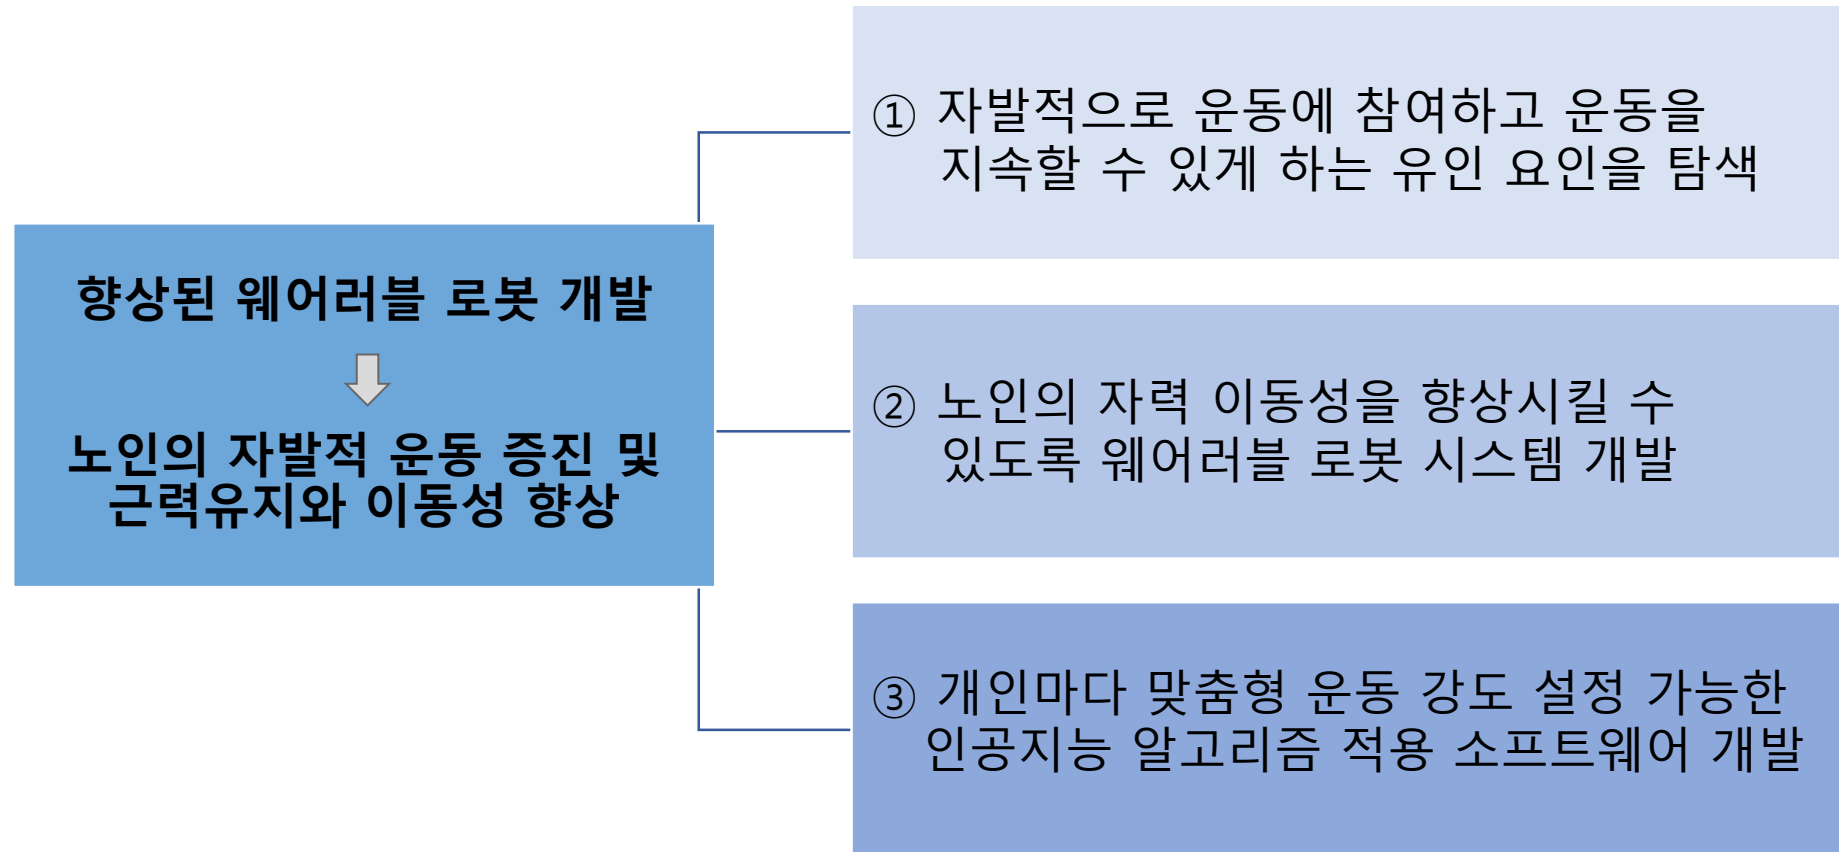 향상된 웨어러블 로봇 개발
노인의 자발적 운동 증진 및
근력유지와 이동성 향상
① 자발적으로 운동에 참여하고 운동을
지속할 수 있게 하는 유인 요인을 탐색
② 노인의 자력 이동성을 향상시킬 수
있도록 웨어러블 로봇 시스템 개발
③ 개인마다 맞춤형 운동 강도 설정 가능한
인공지능 알고리즘 적용 소프트웨어 개발